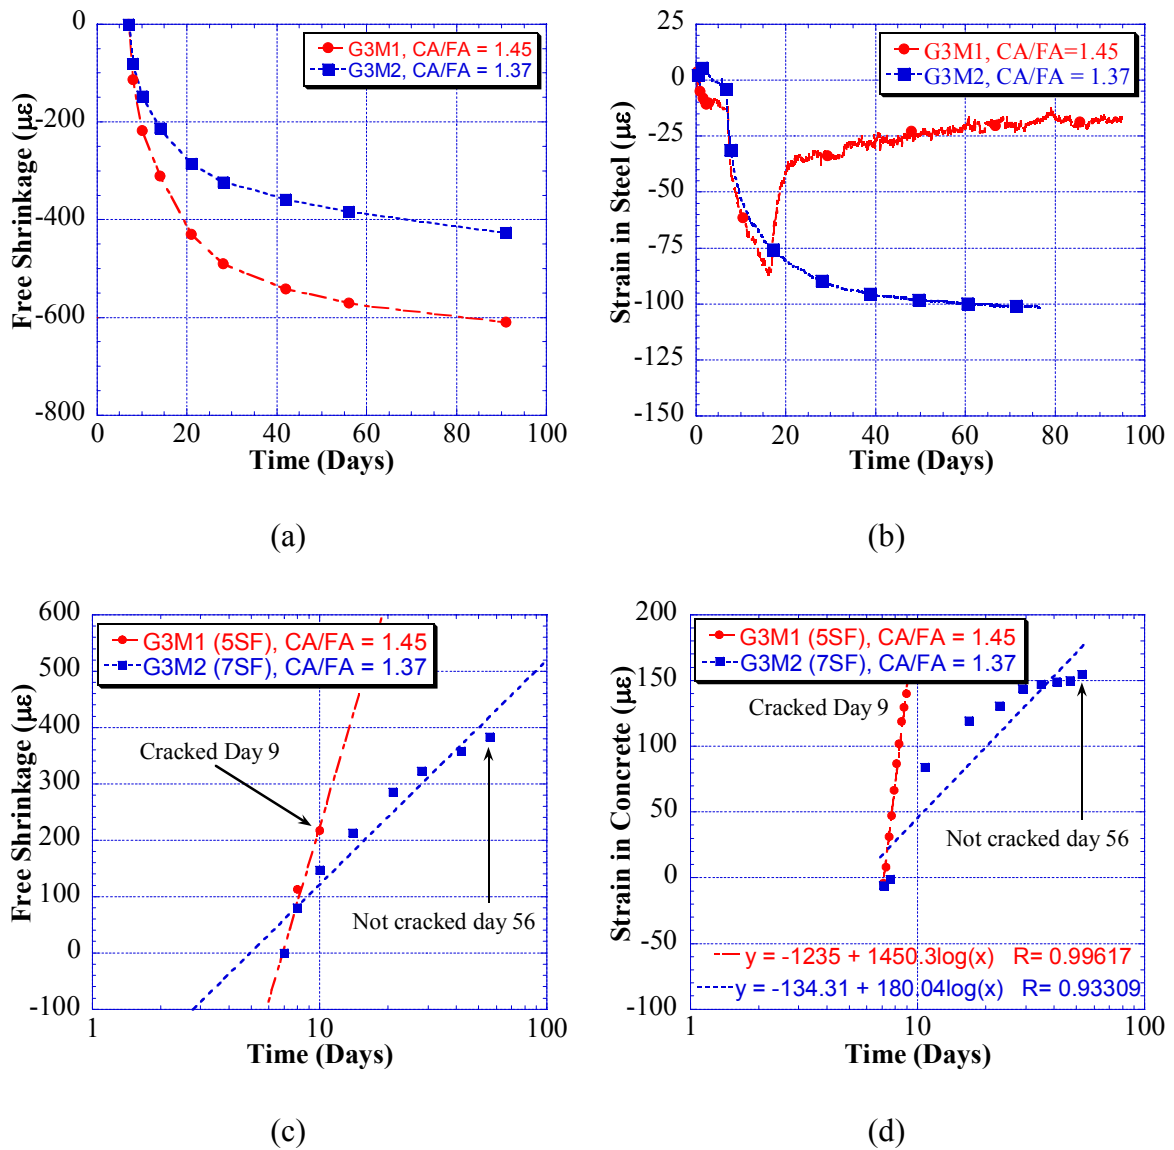 0
-200
-400
-600
-800
Free Shrinkage (με)
G3M1, CA/FA = 1.45
G3M2, CA/FA = 1.37
0 20 40 60 80 100
Time (Days)
(a)
25
0
-25
-50
-75
-100
-125
-150
Strain in Steel (με)
G3M1, CA/FA=1.45
G3M2, CA/FA = 1.37
0 20 40 60 80 100
Time (Days)
(b)
600
500
400
300
200
100
0
-100
Free Shrinkage (με)
G3M1 (5SF), CA/FA = 1.45
G3M2 (7SF), CA/FA = 1.37
Cracked Day 9
Not cracked day 56
1 10 100
Time (Days)
(c)
200
150
100
50
0
-50
-100
Strain in Concrete (με)
G3M1 (5SF), CA/FA = 1.45
G3M2 (7SF), CA/FA = 1.37
Cracked Day 9
Not cracked day 56
y = -1235 + 1450.3log(x) R= 0.99617
y = -134.31 + 180.04log(x) R= 0.93309
1 10 100
Time (Days)
(d)